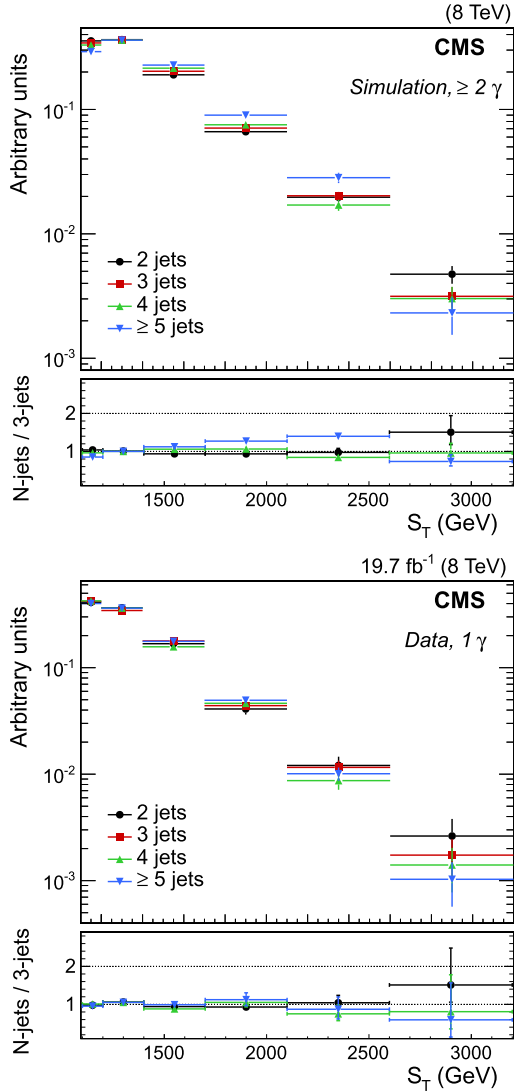 (8 TeV)
CMS
Simulation, ≥ 2 γ
Arbitrary units
10⁻¹
10⁻²
10⁻³
2 jets
3 jets
4 jets
≥ 5 jets
N-jets / 3-jets
2
1
1500 2000 2500 3000
S_T (GeV)
19.7 fb⁻¹ (8 TeV)
CMS
Data, 1 γ
Arbitrary units
10⁻¹
10⁻²
10⁻³
2 jets
3 jets
4 jets
≥ 5 jets
N-jets / 3-jets
2
1
1500 2000 2500 3000
S_T (GeV)